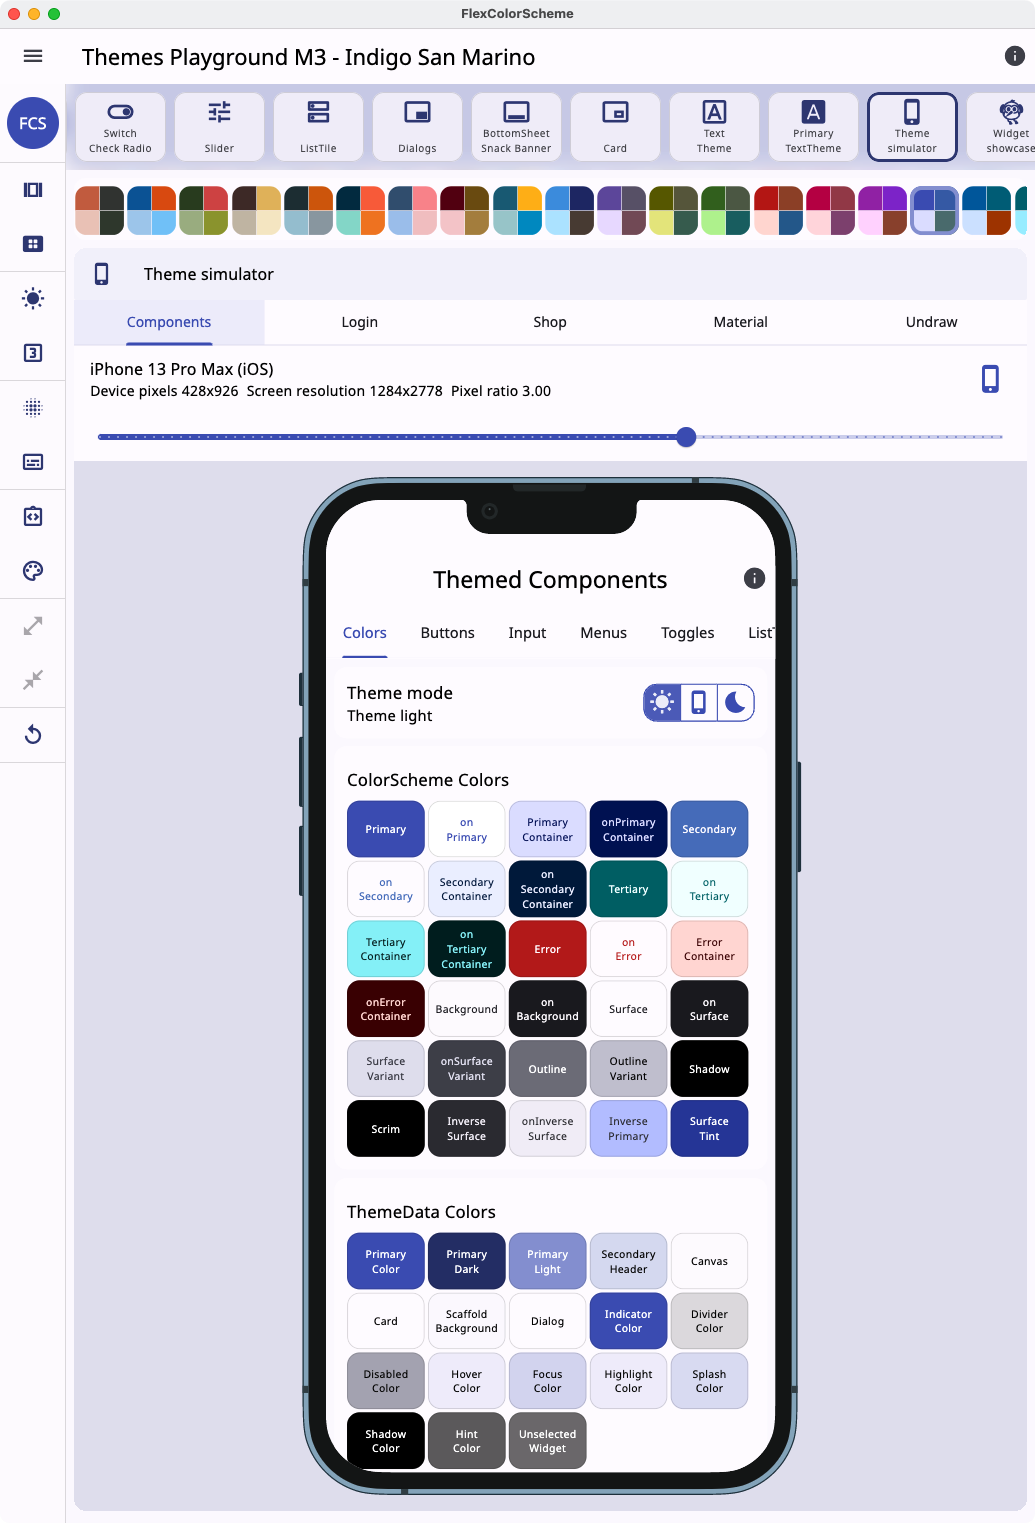 FlexColorScheme
Themes Playground M3 - Indigo San Marino
FCS
Switch
Check Radio
Slider
ListTile
Dialogs
BottomSheet
Snack Banner
Card
Text
Theme
Primary
TextTheme
Theme
simulator
Widget
showcase
Theme simulator
Components
Login
Shop
Material
Undraw
iPhone 13 Pro Max (iOS)
Device pixels 428x926 Screen resolution 1284x2778 Pixel ratio 3.00
Themed Components
Colors
Buttons
Input
Menus
Toggles
List
Theme mode
Theme light
ColorScheme Colors
Primary
on
Primary
Primary
Container
onPrimary
Container
Secondary
on
Secondary
Secondary
Container
on
Secondary
Container
Tertiary
on
Tertiary
Tertiary
Container
on
Tertiary
Container
Error
on
Error
Error
Container
onError
Container
Background
on
Background
Surface
on
Surface
Surface
Variant
onSurface
Variant
Outline
Outline
Variant
Shadow
Scrim
Inverse
Surface
onInverse
Surface
Inverse
Primary
Surface
Tint
ThemeData Colors
Primary
Color
Primary
Dark
Primary
Light
Secondary
Header
Canvas
Card
Scaffold
Background
Dialog
Indicator
Color
Divider
Color
Disabled
Color
Hover
Color
Focus
Color
Highlight
Color
Splash
Color
Shadow
Color
Hint
Color
Unselected
Widget